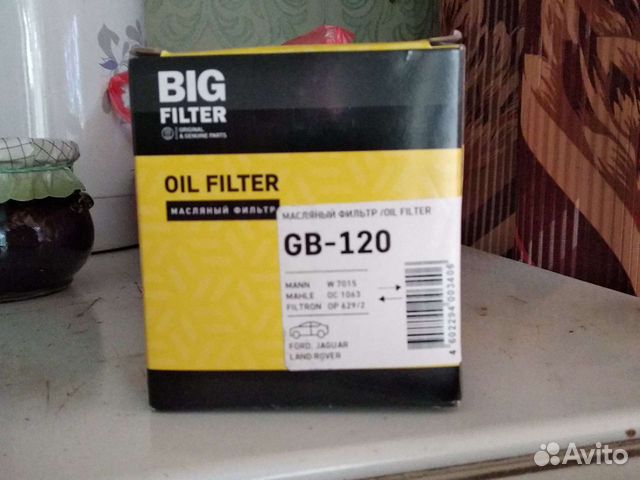 BIG
FILTER
ORIGINAL
& GENUINE PARTS
OIL FILTER
МАСЛЯНЫЙ ФИЛЬТР
МАСЛЯНЫЙ ФИЛЬТР /OIL FILTER
GB-120
MANN W 7015
MAHLE OC 1063
FILTRON OP 629/2
FORD, JAGUAR
LAND ROVER
4 602294 003406
Avito